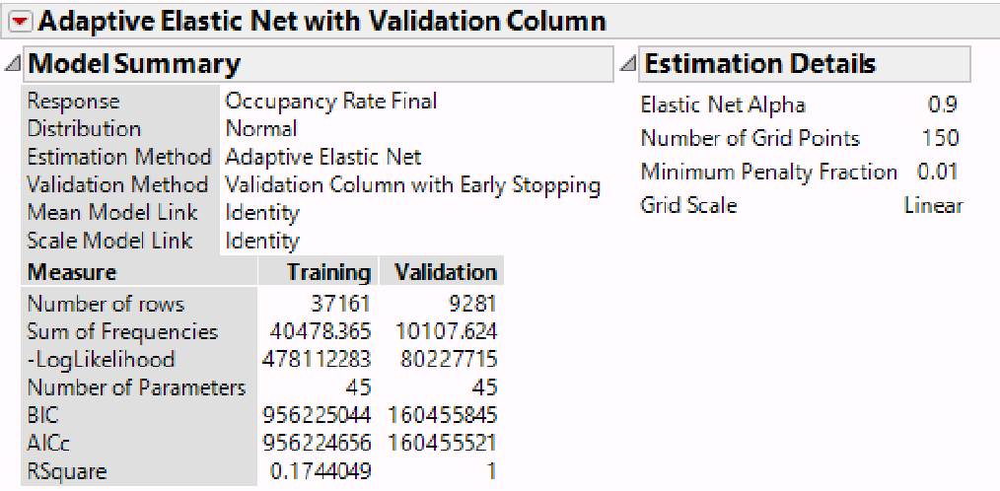 Adaptive Elastic Net with Validation Column
Model Summary
Response Occupancy Rate Final
Distribution Normal
Estimation Method Adaptive Elastic Net
Validation Method Validation Column with Early Stopping
Mean Model Link Identity
Scale Model Link Identity
Measure Training Validation
Number of rows 37161 9281
Sum of Frequencies 40478.365 10107.624
-LogLikelihood 478112283 80227715
Number of Parameters 45 45
BIC 956225044 160455845
AICc 956224656 160455521
RSquare 0.1744049 1
Estimation Details
Elastic Net Alpha 0.9
Number of Grid Points 150
Minimum Penalty Fraction 0.01
Grid Scale Linear